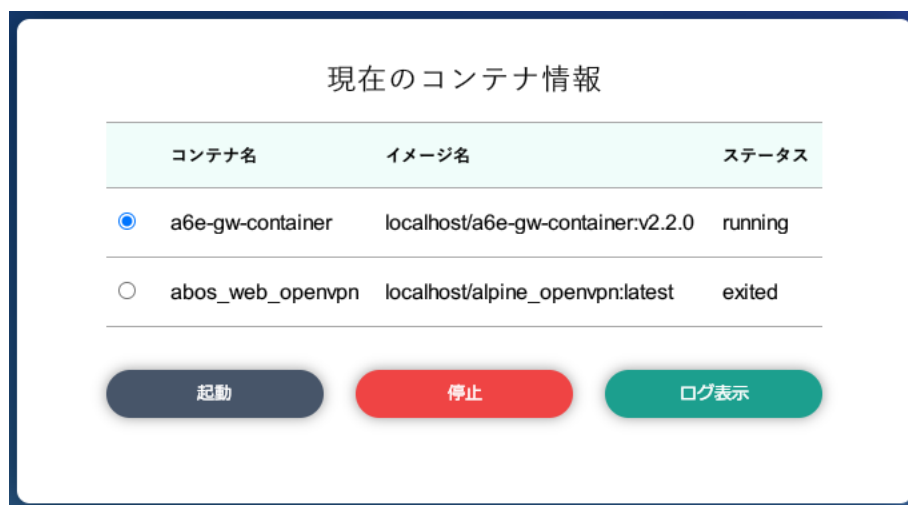 現在のコンテナ情報
コンテナ名 イメージ名 ステータス
a6e-gw-container localhost/a6e-gw-container:v2.2.0 running
abos_web_openvpn localhost/alpine_openvpn:latest exited
起動 停止 ログ表示